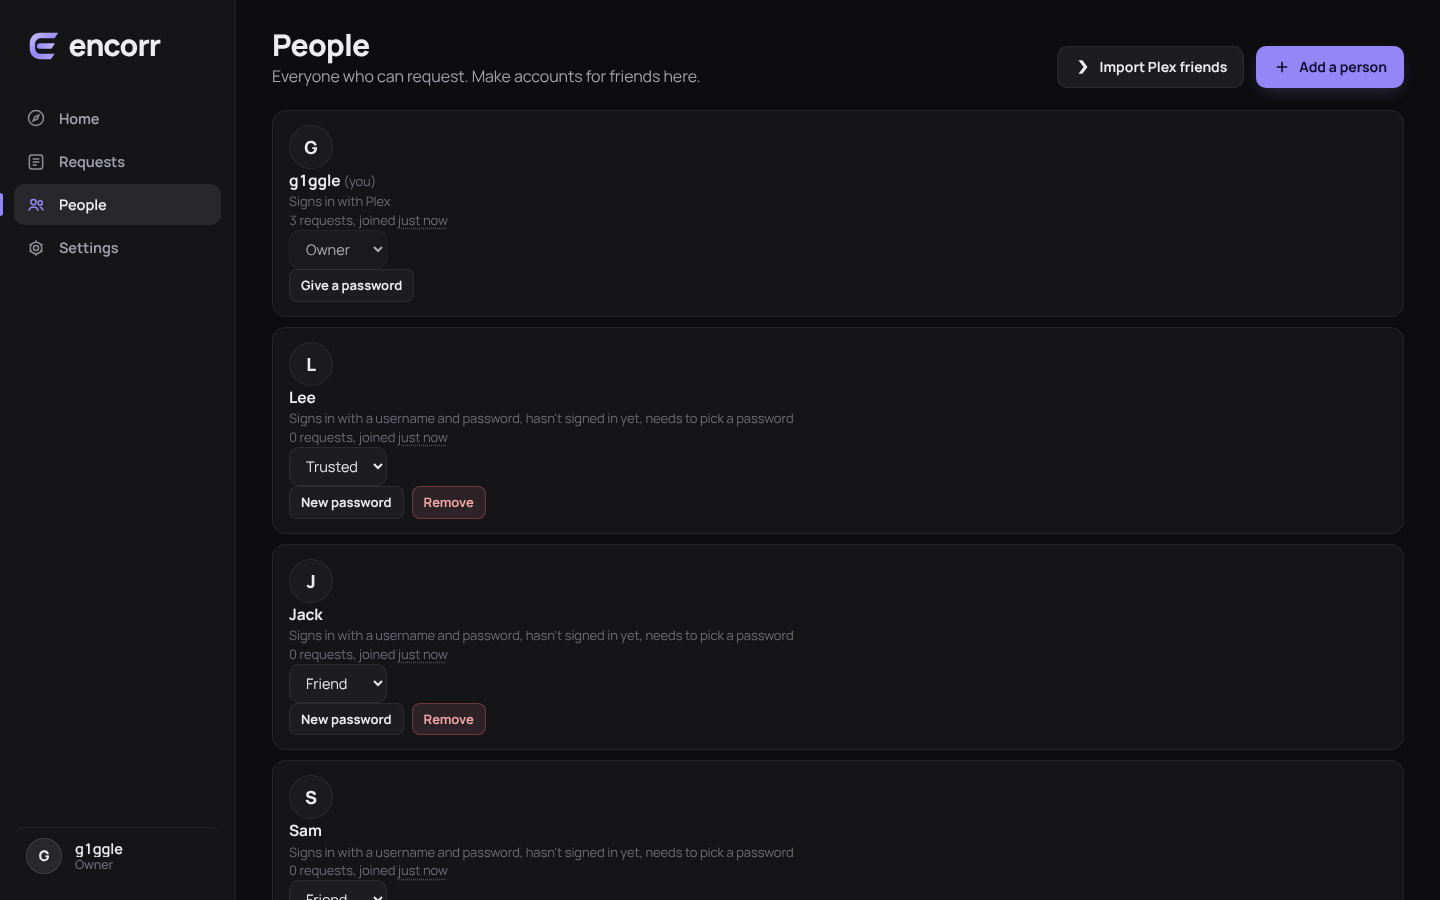 encorr
Home
Requests
People
Settings
G
g1ggle
Owner
People
Everyone who can request. Make accounts for friends here.
Import Plex friends
Add a person
G
g1ggle (you)
Signs in with Plex
3 requests, joined just now
Owner
Give a password
L
Lee
Signs in with a username and password, hasn't signed in yet, needs to pick a password
0 requests, joined just now
Trusted
New password Remove
J
Jack
Signs in with a username and password, hasn't signed in yet, needs to pick a password
0 requests, joined just now
Friend
New password Remove
S
Sam
Signs in with a username and password, hasn't signed in yet, needs to pick a password
0 requests, joined just now
Friend